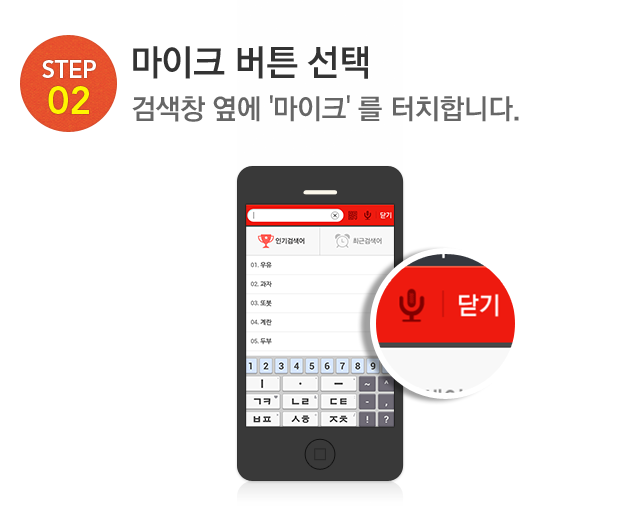 STEP
02
마이크 버튼 선택
검색창 옆에 '마이크' 를 터치합니다.
닫기
인기검색어 최근검색어
01. 우유
02. 과자
03. 또봇
04. 계란
05. 두부
닫기
1 2 3 4 5 6 7 8 9
ㅣ · ㅡ ~ ^
ㄱㅋ ㄴㄹ ㄷㅌ - ,
ㅂㅍ ㅅㅎ ㅈㅊ ! ?